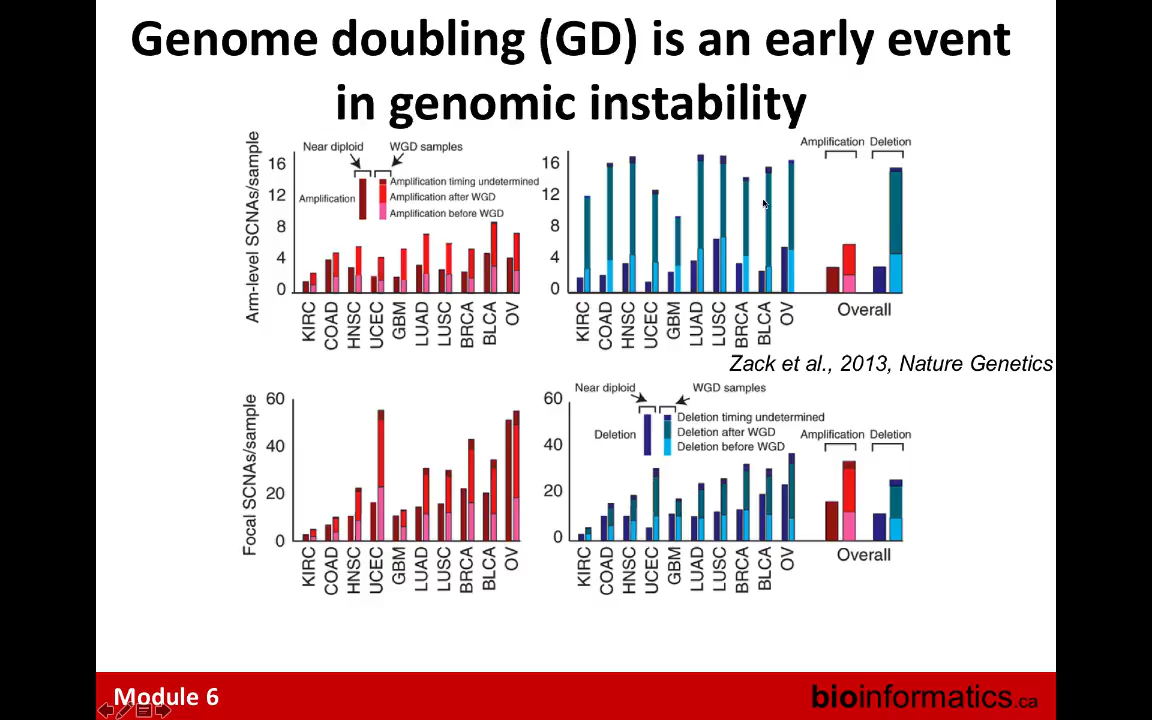 Genome doubling (GD) is an early event
in genomic instability
Arm-level SCNAs/sample
16
12
8
4
0
Near diploid
WGD samples
Amplification
Amplification timing undetermined
Amplification after WGD
Amplification before WGD
KIRC
COAD
HNSC
UCEC
GBM
LUAD
LUSC
BRCA
BLCA
OV
16
12
8
4
0
KIRC
COAD
HNSC
UCEC
GBM
LUAD
LUSC
BRCA
BLCA
OV
Amplification
Deletion
Overall
Zack et al., 2013, Nature Genetics
Focal SCNAs/sample
60
40
20
0
KIRC
COAD
HNSC
UCEC
GBM
LUAD
LUSC
BRCA
BLCA
OV
60
40
20
0
Near diploid
WGD samples
Deletion
Deletion timing undetermined
Deletion after WGD
Deletion before WGD
KIRC
COAD
HNSC
UCEC
GBM
LUAD
LUSC
BRCA
BLCA
OV
Amplification
Deletion
Overall
Module 6
bioinformatics.ca